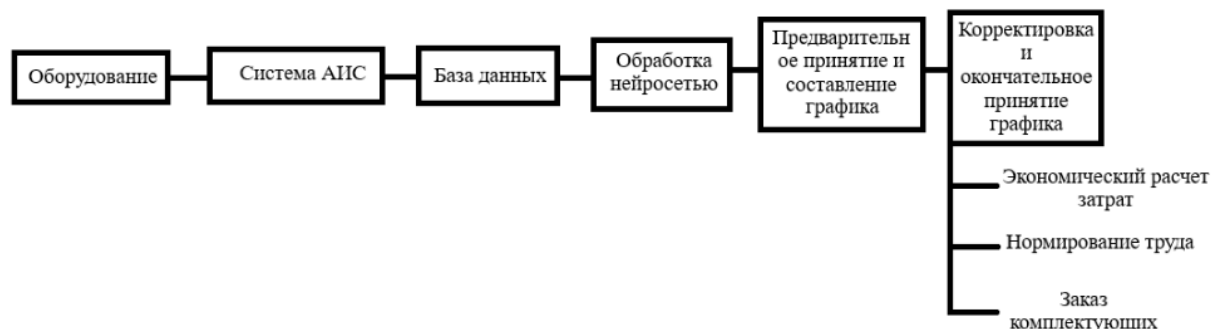 Оборудование
Система АИС
База данных
Обработка
нейросетью
Предварительн
ое принятие и
составление
графика
Корректировка
и
окончательное
принятие
графика
Экономический расчет
затрат
Нормирование труда
Заказ
комплектующих